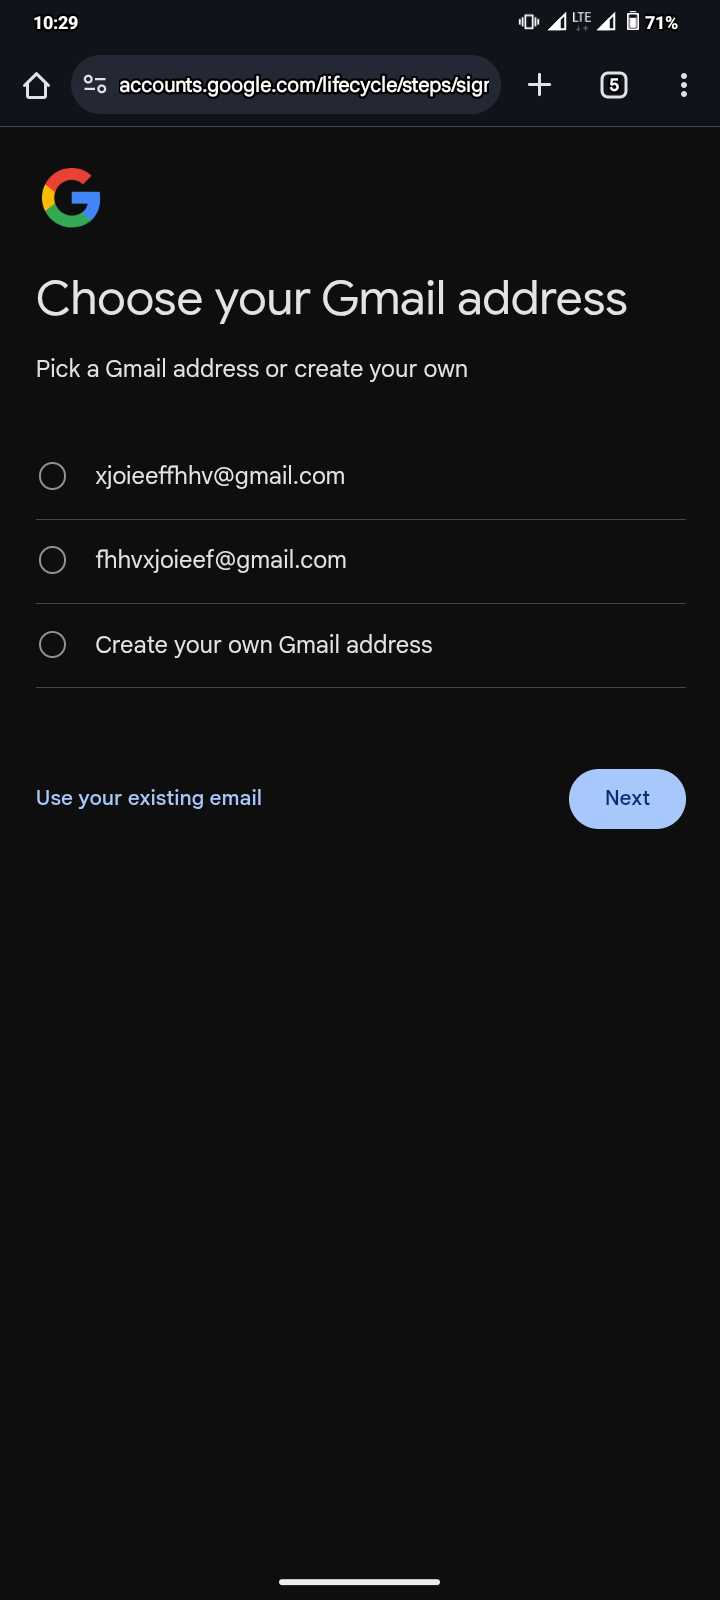 10:29
LTE
71%
accounts.google.com/lifecycle/steps/sigr
5
Choose your Gmail address
Pick a Gmail address or create your own
xjoieeffhhv@gmail.com
fhhvxjoieef@gmail.com
Create your own Gmail address
Use your existing email
Next